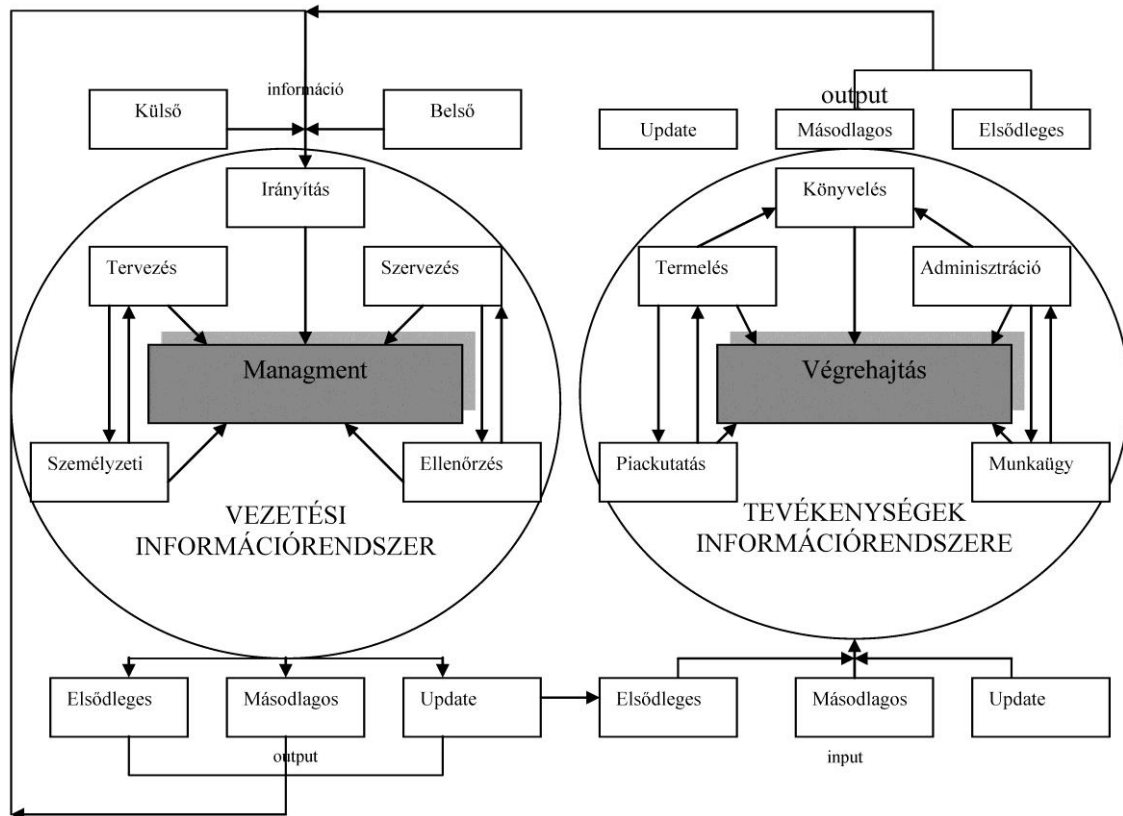 információ
Külső
Belső
Irányítás
Tervezés
Szervezés
Managment
Személyzeti
Ellenőrzés
VEZETÉSI
INFORMÁCIÓRENDSZER
Elsődleges
Másodlagos
Update
output
output
Update
Másodlagos
Elsődleges
Könyvelés
Termelés
Adminisztráció
Végrehajtás
Piackutatás
Munkaügy
TEVÉKENYSÉGEK
INFORMÁCIÓRENDSZERE
Elsődleges
Másodlagos
Update
input